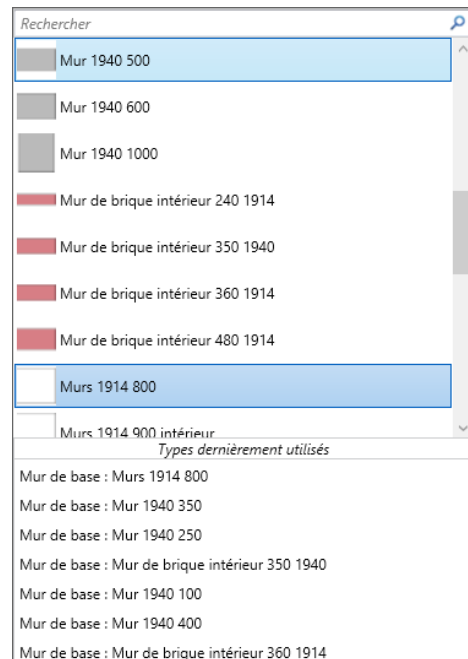 Rechercher
Mur 1940 500
Mur 1940 600
Mur 1940 1000
Mur de brique intérieur 240 1914
Mur de brique intérieur 350 1940
Mur de brique intérieur 360 1914
Mur de brique intérieur 480 1914
Murs 1914 800
Murs 1914 900 intérieur
Types dernièrement utilisés
Mur de base : Murs 1914 800
Mur de base : Mur 1940 350
Mur de base : Mur 1940 250
Mur de base : Mur de brique intérieur 350 1940
Mur de base : Mur 1940 100
Mur de base : Mur 1940 400
Mur de base : Mur de brique intérieur 360 1914